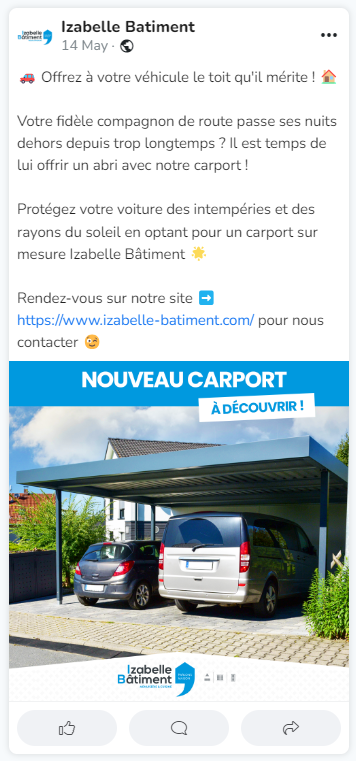 Izabelle Batiment
14 May ·
🚗 Offrez à votre véhicule le toit qu'il mérite ! 🏠
Votre fidèle compagnon de route passe ses nuits
dehors depuis trop longtemps ? Il est temps de
lui offrir un abri avec notre carport !
Protégez votre voiture des intempéries et des
rayons du soleil en optant pour un carport sur
mesure Izabelle Bâtiment 🌟
Rendez-vous sur notre site ➡️
https://www.izabelle-batiment.com/ pour nous
contacter 😉
NOUVEAU CARPORT
À DÉCOUVRIR !
Izabelle
Bâtiment